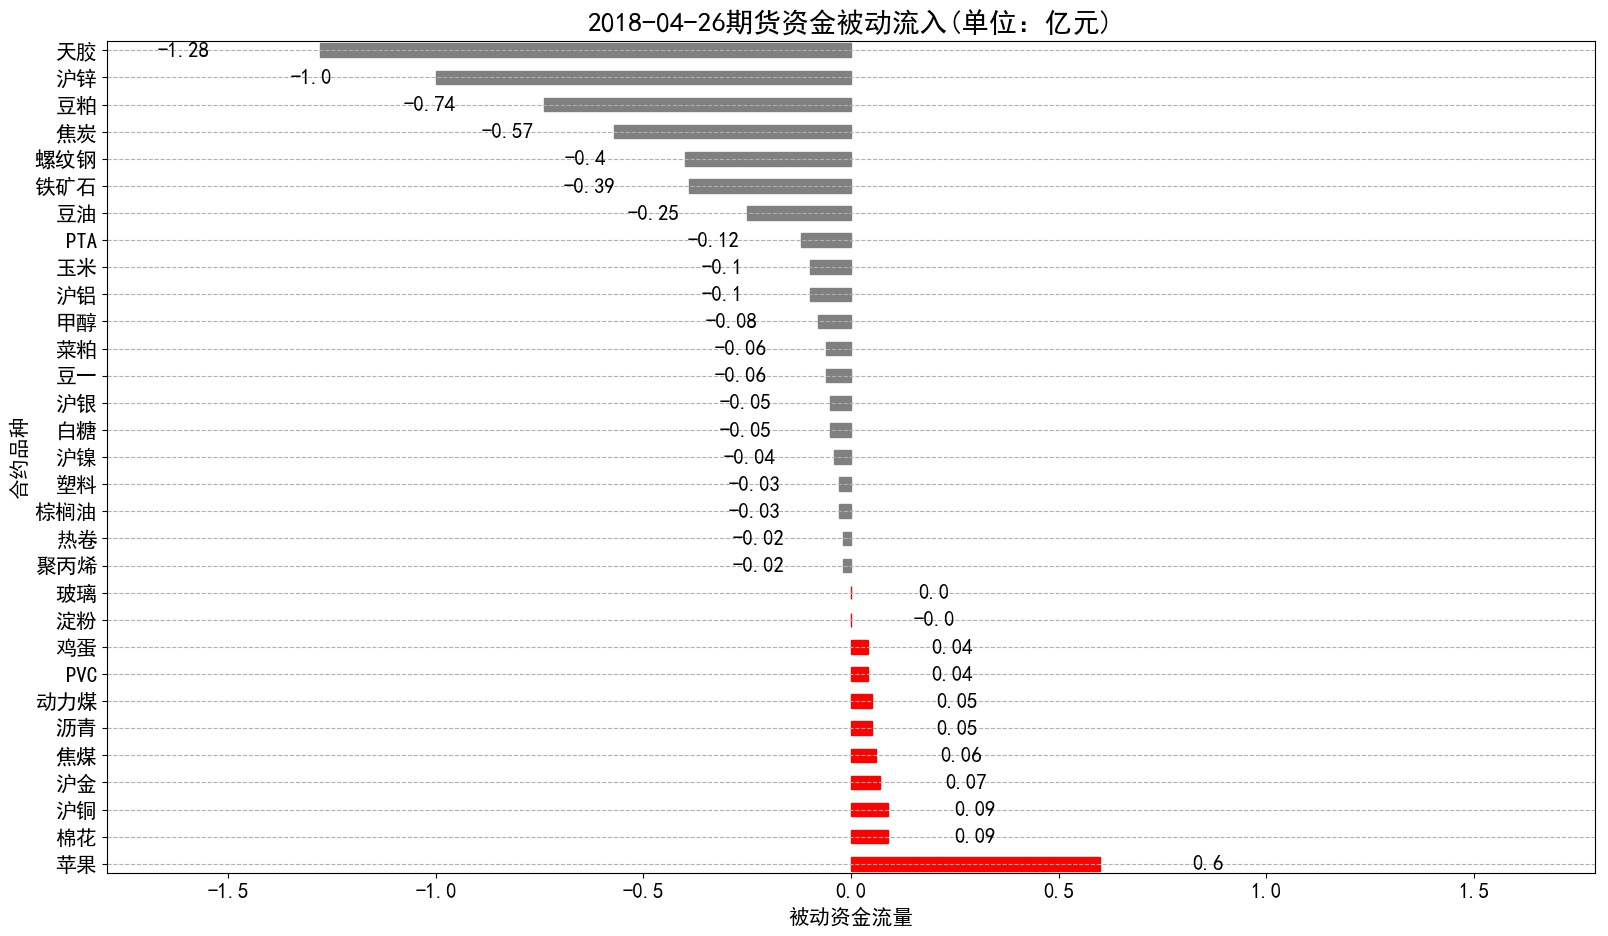 2018-04-26期货资金被动流入(单位：亿元)
天胶 -1.28
沪锌 -1.0
豆粕 -0.74
焦炭 -0.57
螺纹钢 -0.4
铁矿石 -0.39
豆油 -0.25
PTA -0.12
玉米 -0.1
沪铝 -0.1
甲醇 -0.08
菜粕 -0.06
豆一 -0.06
沪银 -0.05
白糖 -0.05
沪镍 -0.04
塑料 -0.03
棕榈油 -0.03
热卷 -0.02
聚丙烯 -0.02
玻璃 0.0
淀粉 -0.0
鸡蛋 0.04
PVC 0.04
动力煤 0.05
沥青 0.05
焦煤 0.06
沪金 0.07
沪铜 0.09
棉花 0.09
苹果 0.6
合约品种
-1.5 -1.0 -0.5 0.0 0.5 1.0 1.5
被动资金流量